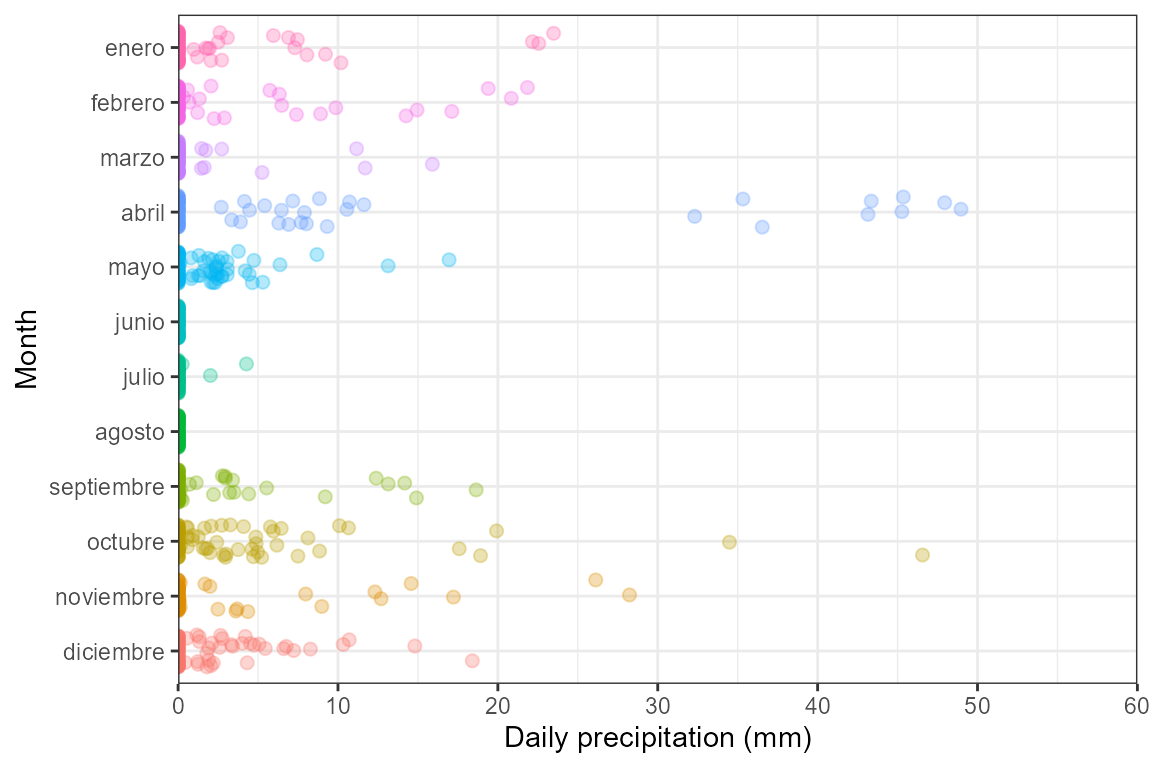 enero
febrero
marzo
abril
mayo
junio
julio
agosto
septiembre
octubre
noviembre
diciembre
Month
0 10 20 30 40 50 60
Daily precipitation (mm)